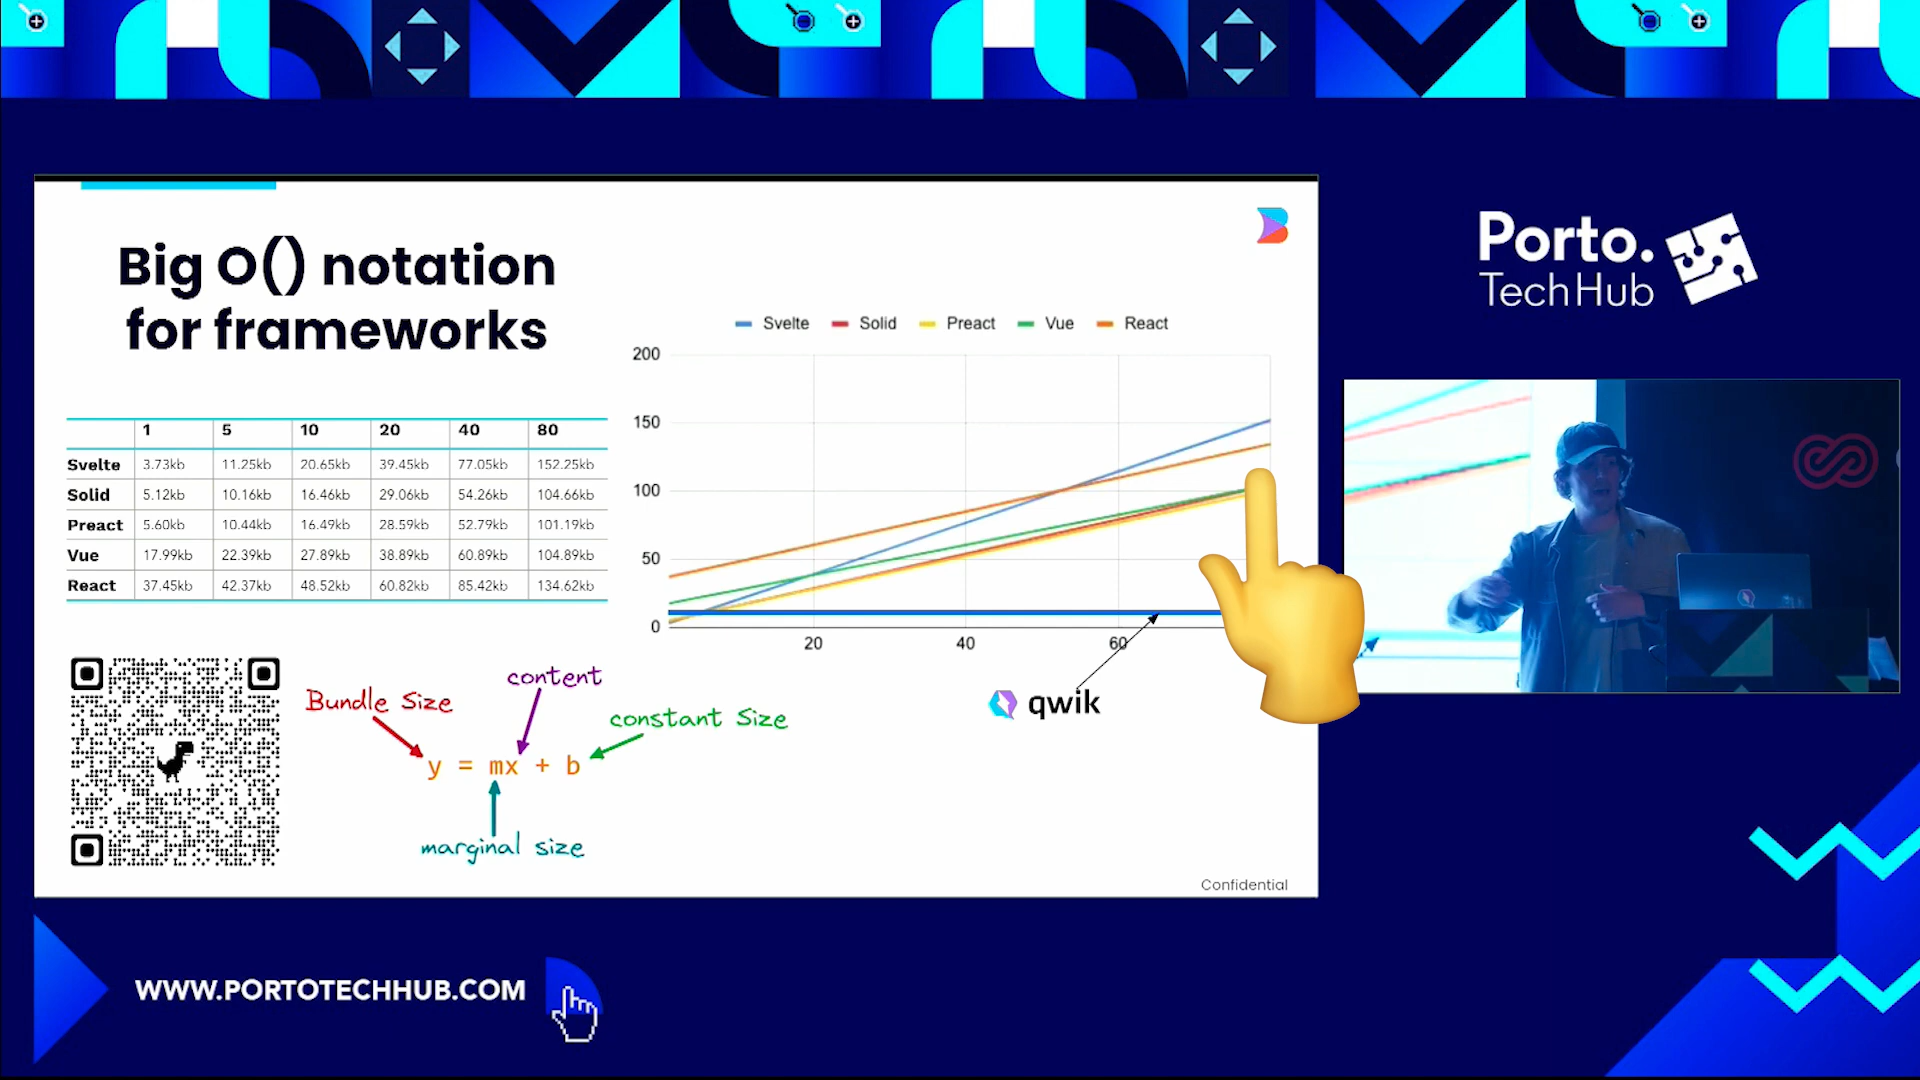 Big O() notation
for frameworks
1 5 10 20 40 80
Svelte 3.73kb 11.25kb 20.65kb 39.45kb 77.05kb 152.25kb
Solid 5.12kb 10.16kb 16.46kb 29.06kb 54.26kb 104.66kb
Preact 5.60kb 10.44kb 16.49kb 28.59kb 52.79kb 101.19kb
Vue 17.99kb 22.39kb 27.89kb 38.89kb 60.89kb 104.89kb
React 37.45kb 42.37kb 48.52kb 60.82kb 85.42kb 134.62kb
Svelte Solid Preact Vue React
200
150
100
50
0
20 40 60
qwik
content
Bundle Size
constant Size
y = mx + b
marginal size
Confidential
Porto.
TechHub
WWW.PORTOTECHHUB.COM